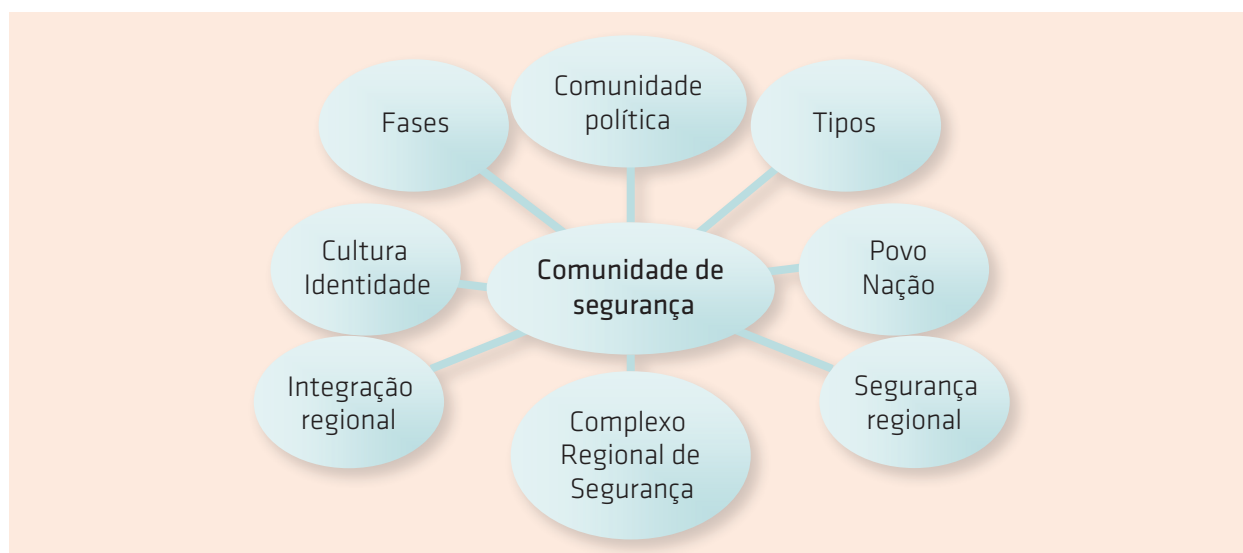 Comunidade
política
Fases
Tipos
Cultura
Identidade
Comunidade de
segurança
Povo
Nação
Integração
regional
Complexo
Regional de
Segurança
Segurança
regional